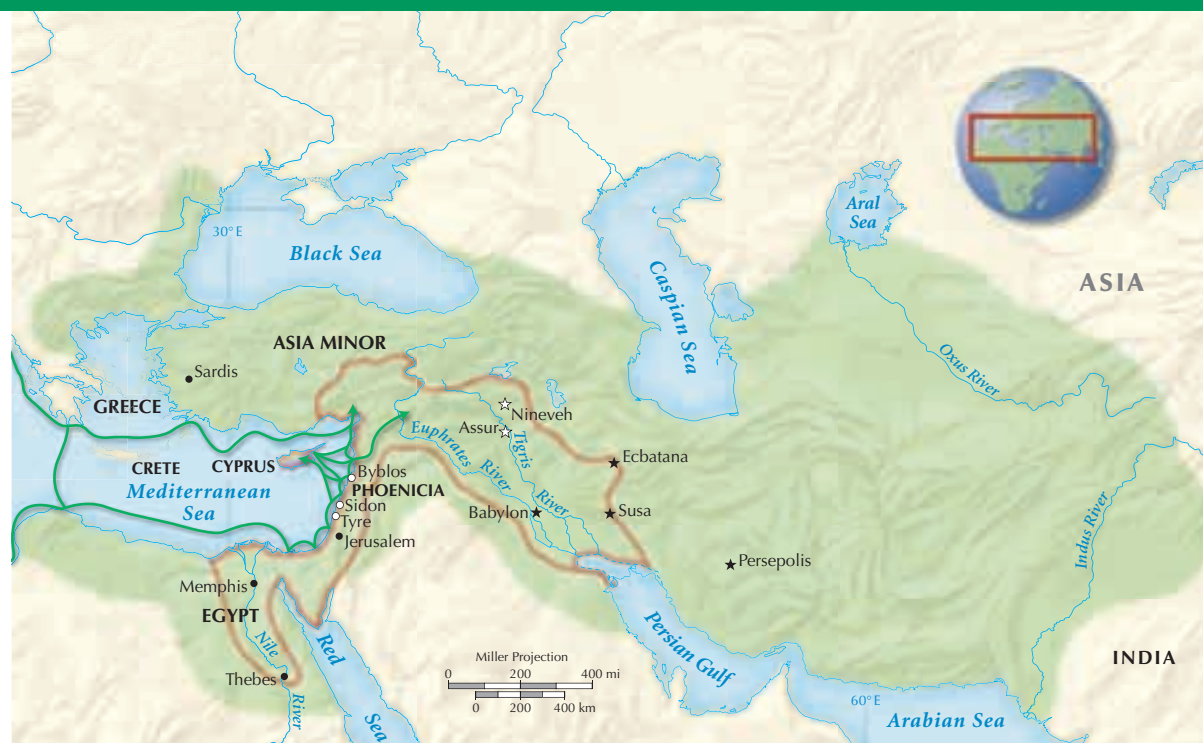 Aral
Sea
30°E
Black Sea
ASIA
Caspian Sea
ASIA MINOR
Oxus River
Sardis
GREECE
Nineveh
Assur
Tigris
River
Euphrates
River
Ecbatana
CRETE
CYPRUS
Byblos
PHOENICIA
Mediterranean
Sea
Sidon
Tyre
Babylon
Susa
Jerusalem
Indus River
Persepolis
Memphis
EGYPT
Nile
River
Red
Sea
Persian Gulf
INDIA
Miller Projection
0 200 400 mi
0 200 400 km
Thebes
60°E
Arabian Sea